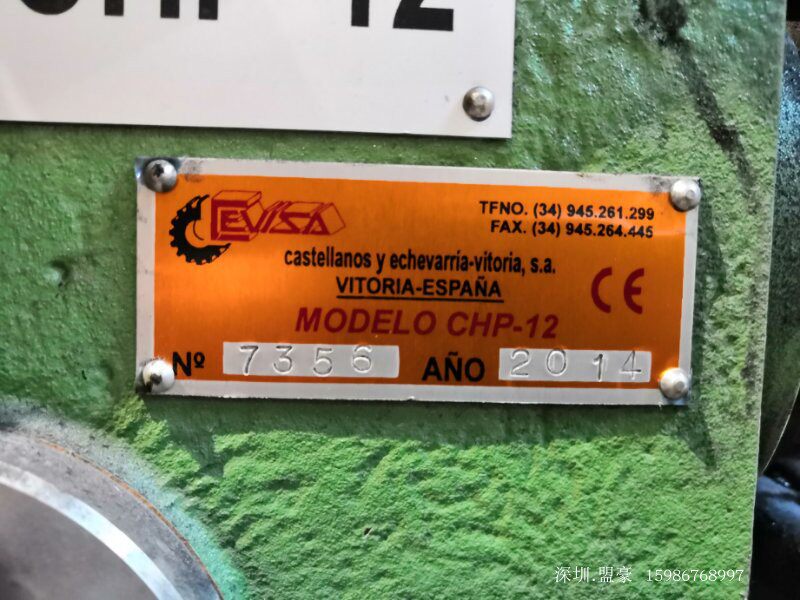 CHP-12
CEVISA
TFNO. (34) 945.261.299
FAX. (34) 945.264.445
castellanos y echevarría-vitoria, s.a.
VITORIA-ESPAÑA
CE
MODELO CHP-12
Nº 7356 AÑO 2014
深圳.盟豪 15986768997